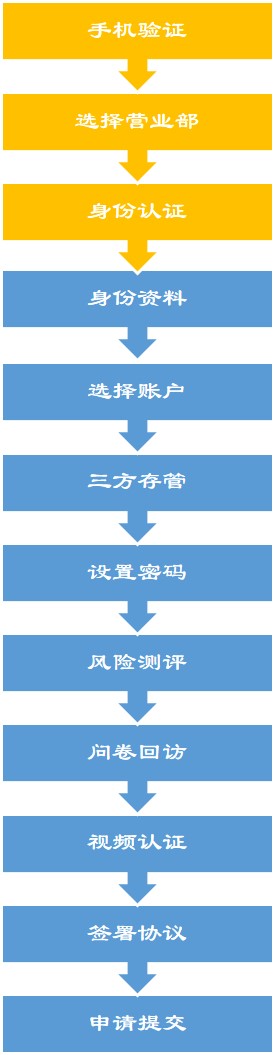 手机验证
选择营业部
身份认证
身份资料
选择账户
三方存管
设置密码
风险测评
问卷回访
视频认证
签署协议
申请提交